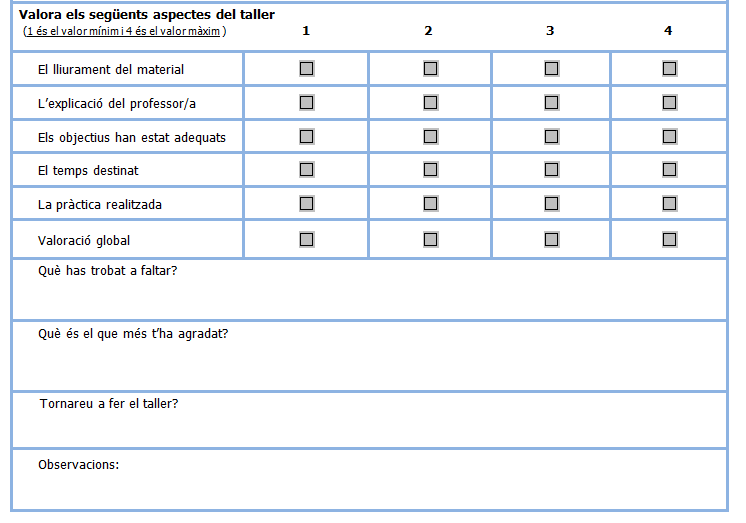 Valora els següents aspectes del taller
(1 és el valor mínim i 4 és el valor màxim )
1 2 3 4
El lliurament del material
L'explicació del professor/a
Els objectius han estat adequats
El temps destinat
La pràctica realitzada
Valoració global
Què has trobat a faltar?
Què és el que més t'ha agradat?
Tornareu a fer el taller?
Observacions: